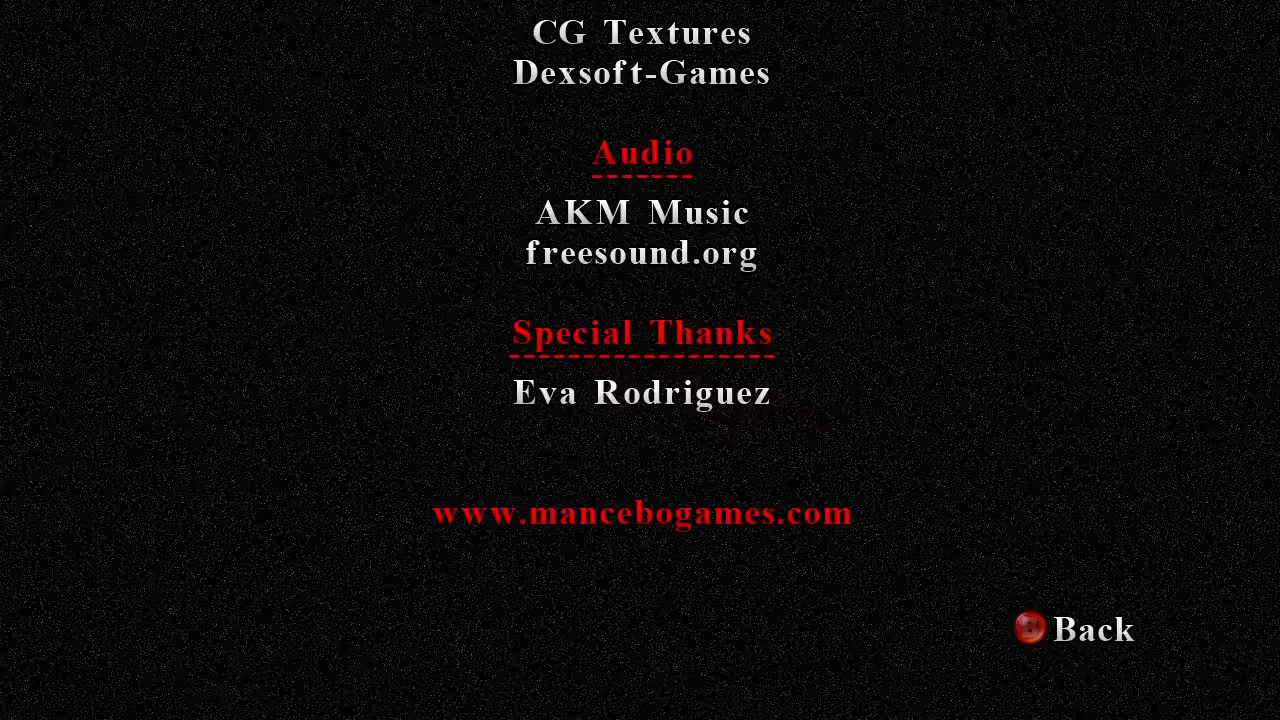 CG Textures
Dexsoft-Games
Audio
AKM Music
freesound.org
Special Thanks
Eva Rodriguez
www.mancebogames.com
B Back